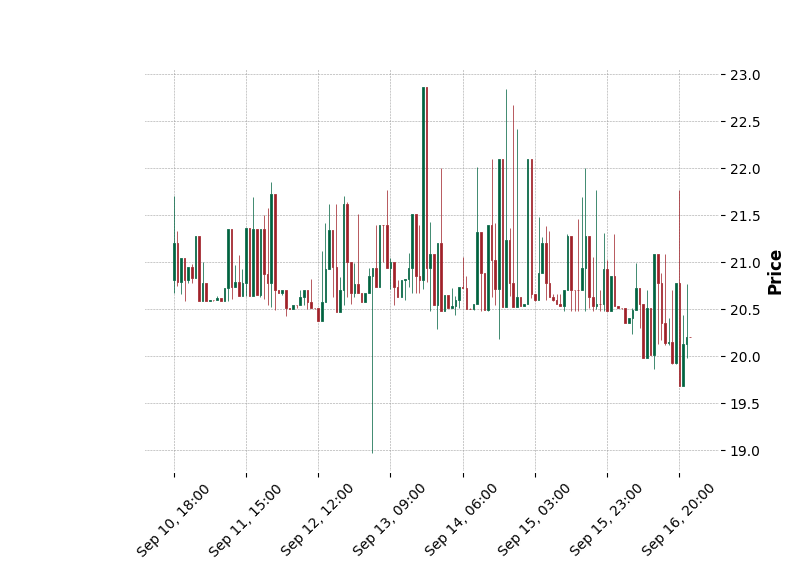 23.0
22.5
22.0
21.5
21.0
20.5
20.0
19.5
19.0
Price
Sep 10, 18:00
Sep 11, 15:00
Sep 12, 12:00
Sep 13, 09:00
Sep 14, 06:00
Sep 15, 03:00
Sep 15, 23:00
Sep 16, 20:00